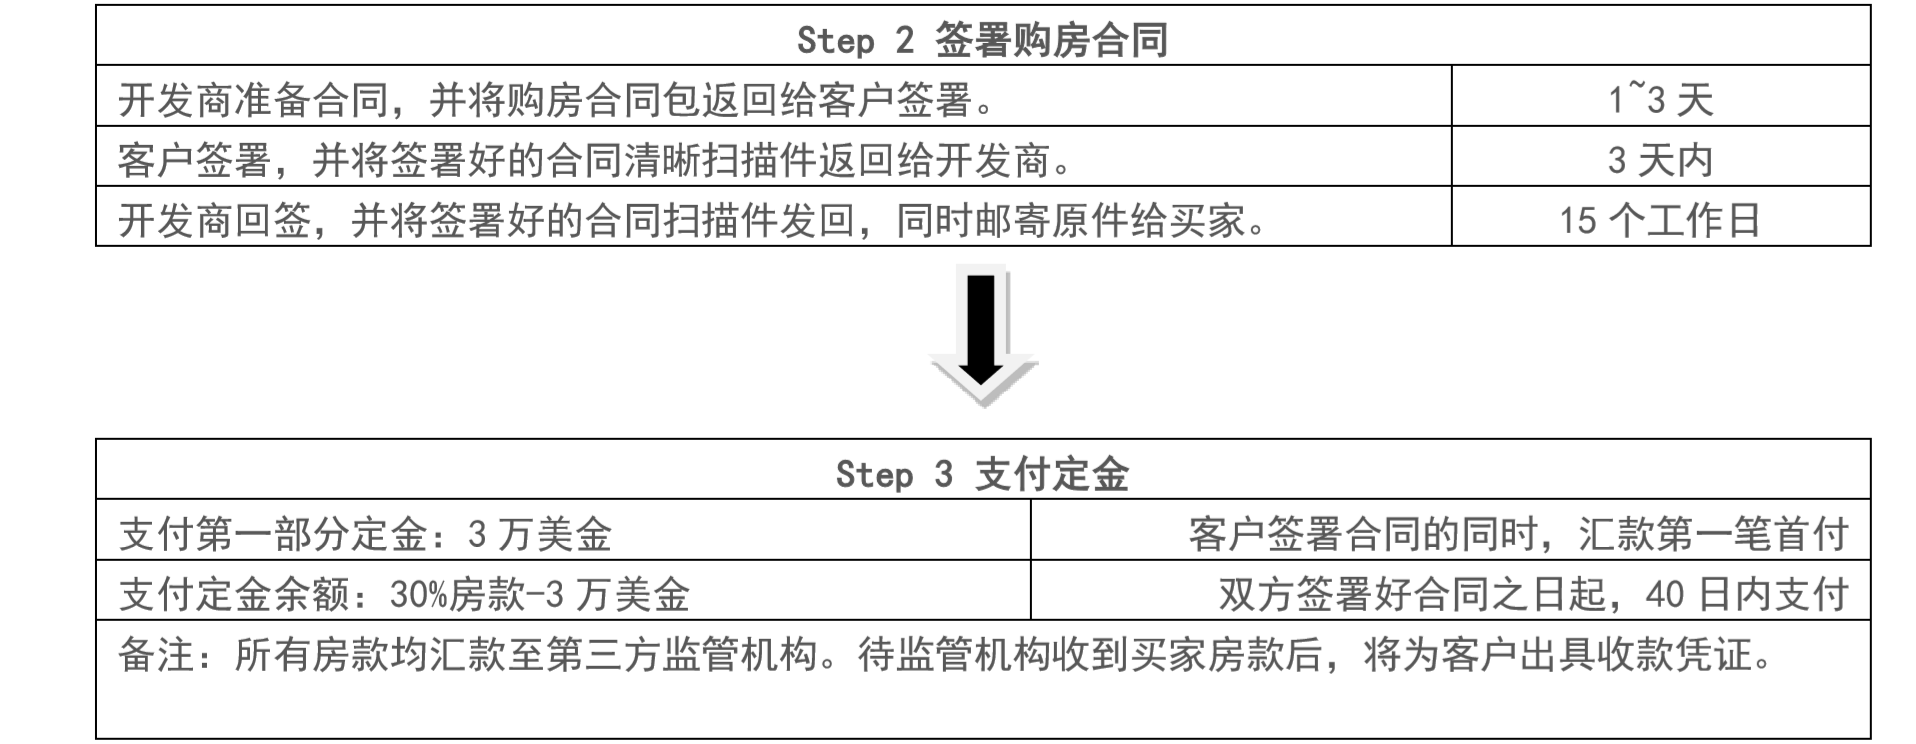 Step 2 签署购房合同
开发商准备合同，并将购房合同包返回给客户签署。 1~3 天
客户签署，并将签署好的合同清晰扫描件返回给开发商。 3 天内
开发商回签，并将签署好的合同扫描件发回，同时邮寄原件给买家。 15 个工作日
Step 3 支付定金
支付第一部分定金：3 万美金 客户签署合同的同时，汇款第一笔首付
支付定金余额：30%房款-3 万美金 双方签署好合同之日起，40 日内支付
备注：所有房款均汇款至第三方监管机构。待监管机构收到买家房款后，将为客户出具收款凭证。